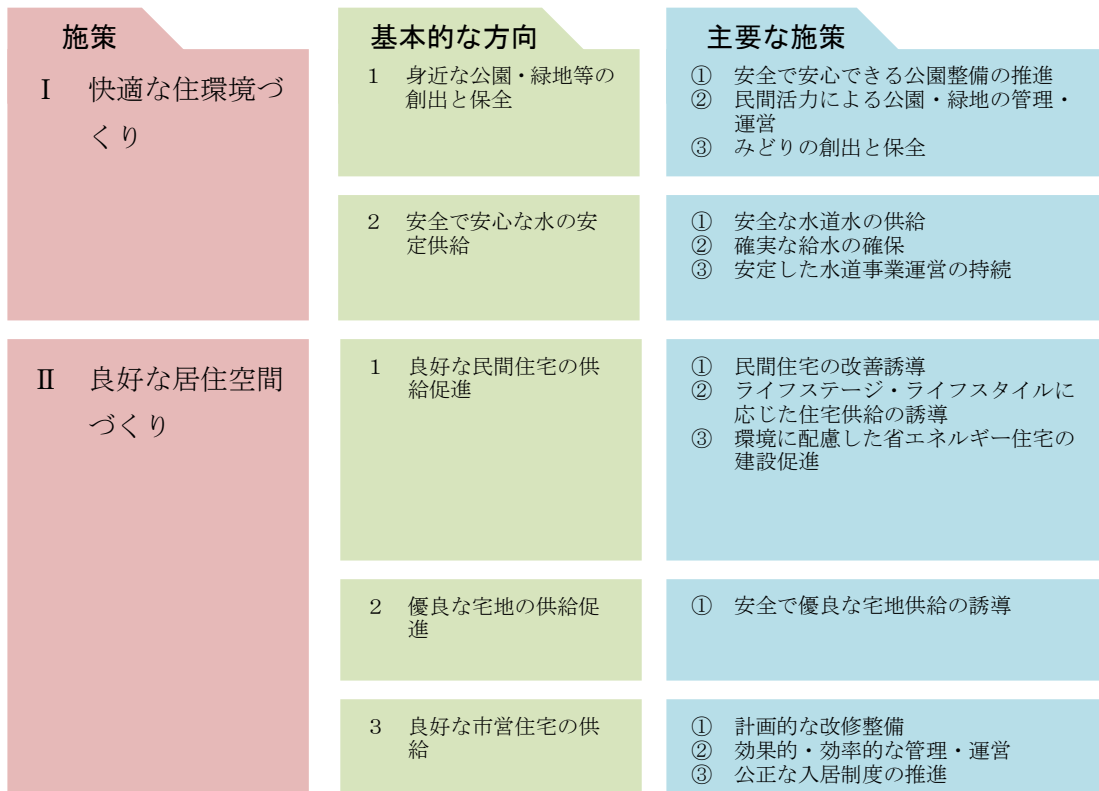 施策
基本的な方向
主要な施策
Ⅰ 快適な住環境づ
くり
1 身近な公園・緑地等の
創出と保全
① 安全で安心できる公園整備の推進
② 民間活力による公園・緑地の管理・
運営
③ みどりの創出と保全
2 安全で安心な水の安
定供給
① 安全な水道水の供給
② 確実な給水の確保
③ 安定した水道事業運営の持続
Ⅱ 良好な居住空間
づくり
1 良好な民間住宅の供
給促進
① 民間住宅の改善誘導
② ライフステージ・ライフスタイルに
応じた住宅供給の誘導
③ 環境に配慮した省エネルギー住宅の
建設促進
2 優良な宅地の供給促
進
① 安全で優良な宅地供給の誘導
3 良好な市営住宅の供
給
① 計画的な改修整備
② 効果的・効率的な管理・運営
③ 公正な入居制度の推進